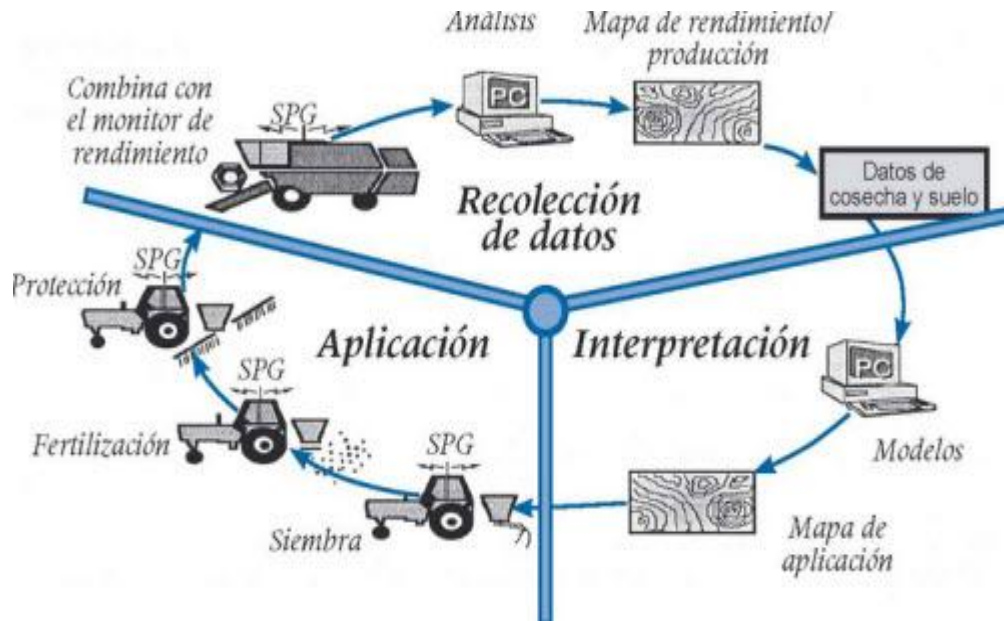 Anàlisis
Mapa de rendimiento/
producción
Combina con
el monitor de
rendimiento
SPG
PC
Datos de
cosecha y suelo
Recolección
de datos
SPG
Protección
Aplicación
Interpretación
PC
SPG
Fertilización
Modelos
SPG
Siembra
Mapa de
aplicación